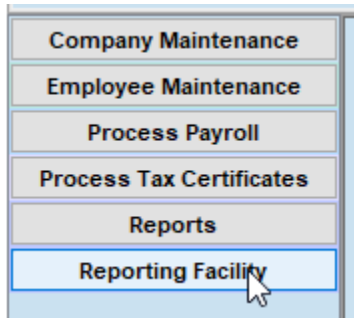 Company Maintenance
Employee Maintenance
Process Payroll
Process Tax Certificates
Reports
Reporting Facility